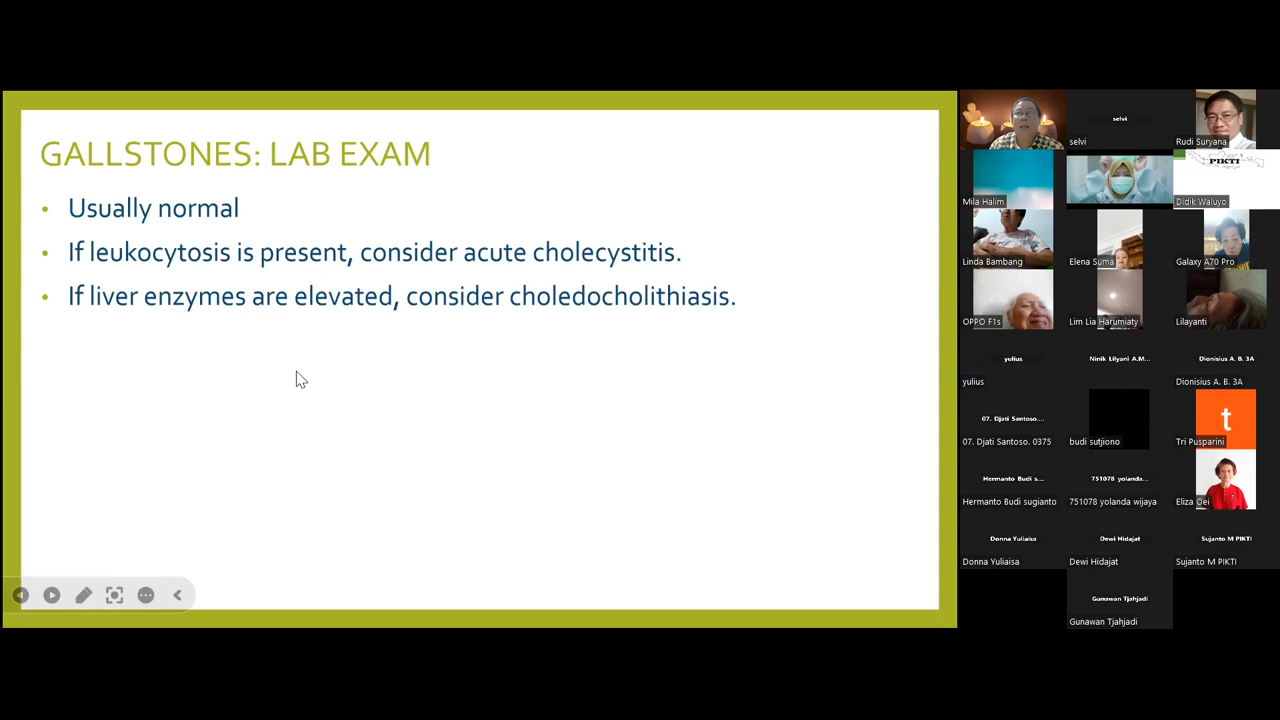 GALLSTONES: LAB EXAM
• Usually normal
• If leukocytosis is present, consider acute cholecystitis.
• If liver enzymes are elevated, consider choledocholithiasis.
selvi
selvi
Rudi Suryana
Mila Halim
PIKTI
Didik Waluyo
Linda Bambang
Elena Suma
Galaxy A70 Pro
OPPO F1s
Lim Lia Harumiaty
Lilayanti
yulius
yulius
Ninik Lilyani A.M...
Dionisius A. B. 3A
Dionisius A. B. 3A
07. Djati Santoso....
07. Djati Santoso. 0375
budi sutjiono
t
Tri Pusparini
Hermanto Budi s...
Hermanto Budi sugianto
751078 yolanda...
751078 yolanda wijaya
Eliza Oei
Donna Yuliaisa
Donna Yuliaisa
Dewi Hidajat
Dewi Hidajat
Sujanto M PIKTI
Sujanto M PIKTI
Gunawan Tjahjadi
Gunawan Tjahjadi